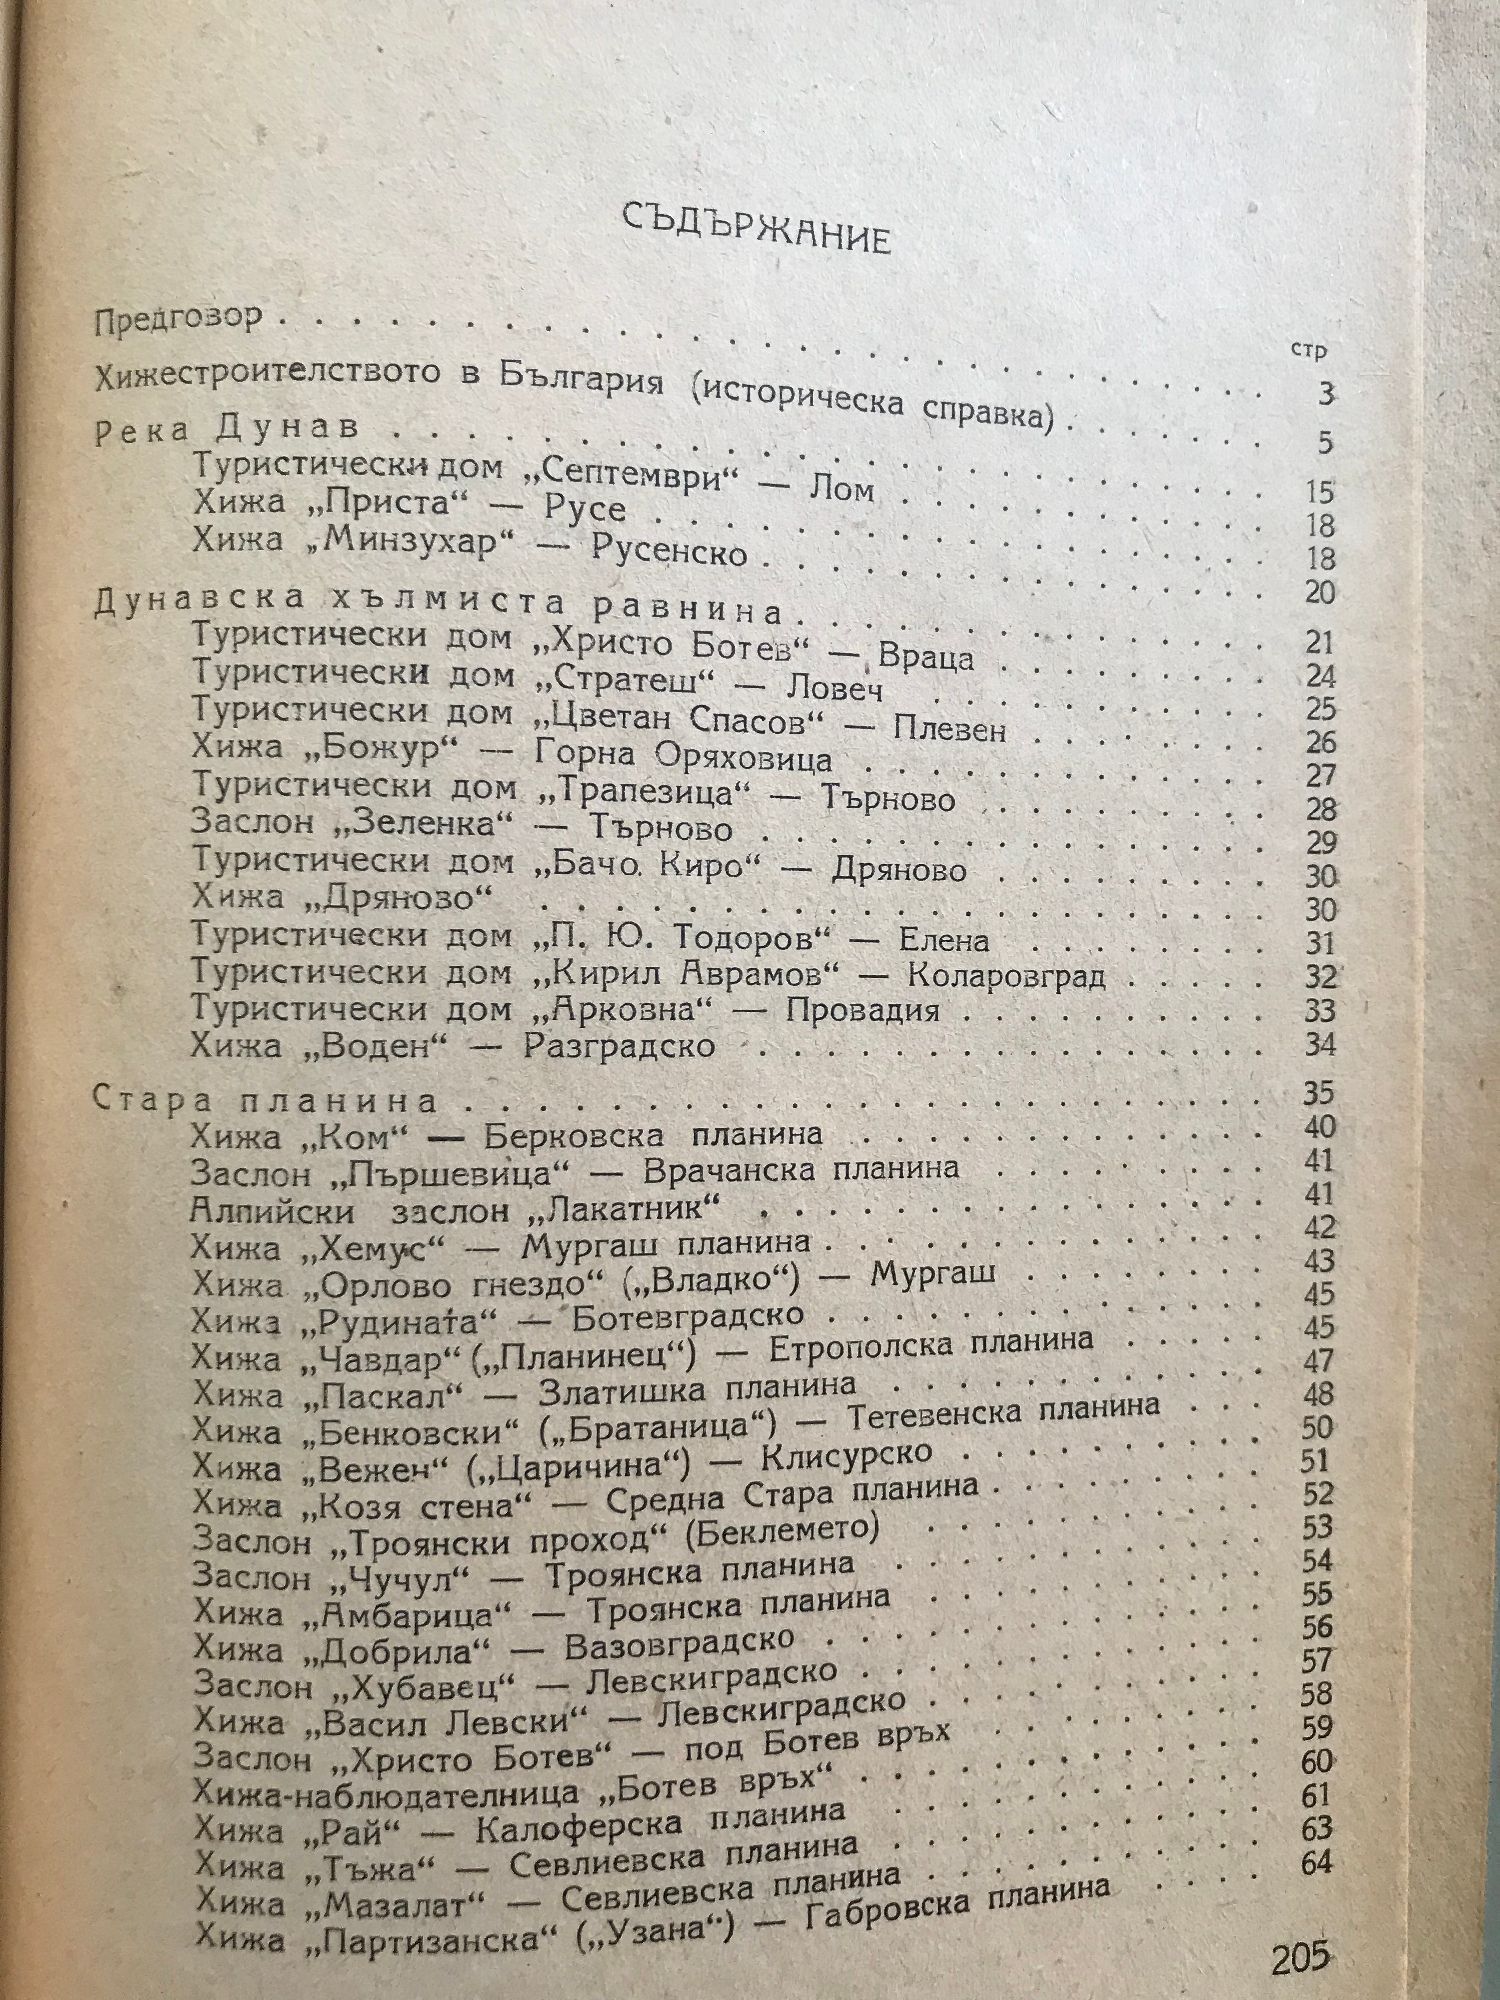 СЪДЪРЖАНИЕ
стр
Предговор . . . . . . . . . . 3
Хижестроителството в България (историческа справка) . . . . . . . 5
Река Дунав . . . . . . . . . . 15
Туристически дом „Септември“ — Лом . . . . . . . . . . 18
Хижа „Приста“ — Русе . . . . . . . . . . 18
Хижа „Минзухар“ — Русенско . . . . . . . . . . 20
Дунавска хълмиста равнина . . . . . . . . . . 21
Туристически дом „Христо Ботев“ — Враца . . . . . . . . 24
Туристически дом „Стратеш“ — Ловеч . . . . . . . . . . 25
Туристически дом „Цветан Спасов“ — Плевен . . . . . . . . 26
Хижа „Божур“ — Горна Оряховица . . . . . . . . . . 27
Туристически дом „Трапезица“ — Търново . . . . . . . . . 28
Заслон „Зеленка“ — Търново . . . . . . . . . . 29
Туристически дом „Бачо Киро“ — Дряново . . . . . . . . . 30
Хижа „Дряново“ . . . . . . . . . . 30
Туристически дом „П. Ю. Тодоров“ — Елена . . . . . . . . 31
Туристически дом „Кирил Аврамов“ — Коларовград . . . . . 32
Туристически дом „Арковна“ — Провадия . . . . . . . . . . 33
Хижа „Воден“ — Разградско . . . . . . . . . . 34
Стара планина . . . . . . . . . . 35
Хижа „Ком“ — Берковска планина . . . . . . . . . . 40
Заслон „Пършевица“ — Врачанска планина . . . . . . . . . 41
Алпийски заслон „Лакатник“ . . . . . . . . . . 41
Хижа „Хемус“ — Мургаш планина . . . . . . . . . . 42
Хижа „Орлово гнездо“ („Владко“) — Мургаш . . . . . . . . 43
Хижа „Рудината“ — Ботевградско . . . . . . . . . . 45
Хижа „Чавдар“ („Планинец“) — Етрополска планина . . . . . 45
Хижа „Паскал“ — Златишка планина . . . . . . . . . . 47
Хижа „Бенковски“ („Братаница“) — Тетевенска планина . . . 48
Хижа „Вежен“ („Царичина“) — Клисурско . . . . . . . . . 50
Хижа „Козя стена“ — Средна Стара планина . . . . . . . . 51
Заслон „Троянски проход“ (Беклемето) . . . . . . . . . . 52
Заслон „Чучул“ — Троянска планина . . . . . . . . . . 53
Хижа „Амбарица“ — Троянска планина . . . . . . . . . . 54
Хижа „Добрила“ — Вазовградско . . . . . . . . . . 55
Заслон „Хубавец“ — Левскиградско . . . . . . . . . . 56
Хижа „Васил Левски“ — Левскиградско . . . . . . . . . . 57
Заслон „Христо Ботев“ — под Ботев връх . . . . . . . . 58
Хижа-наблюдателница „Ботев връх“ . . . . . . . . . . 59
Хижа „Рай“ — Калоферска планина . . . . . . . . . . 60
Хижа „Тъжа“ — Севлиевска планина . . . . . . . . . . 61
Хижа „Мазалат“ — Севлиевска планина . . . . . . . . . . 63
Хижа „Партизанска“ („Узана“) — Габровска планина . . . . 64
205